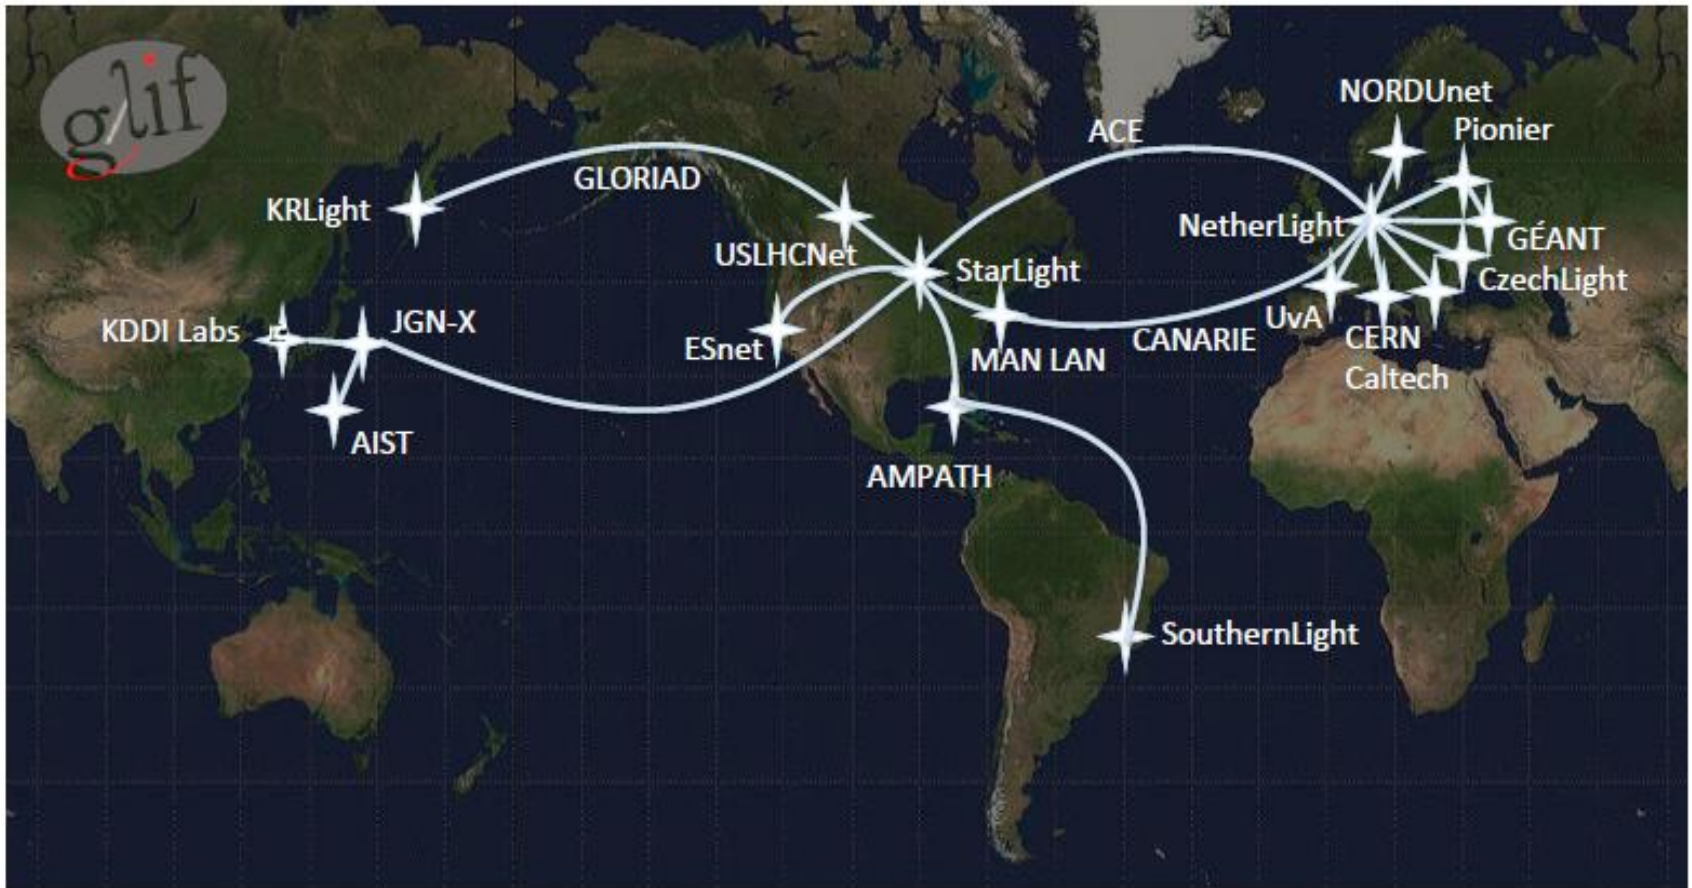 glif
NORDUnet
Pionier
ACE
GLORIAD
KRLight
NetherLight
GÉANT
USLHCNet
StarLight
CzechLight
KDDI Labs
JGN-X
UvA
ESnet
MAN LAN
CANARIE
CERN
Caltech
AIST
AMPATH
SouthernLight